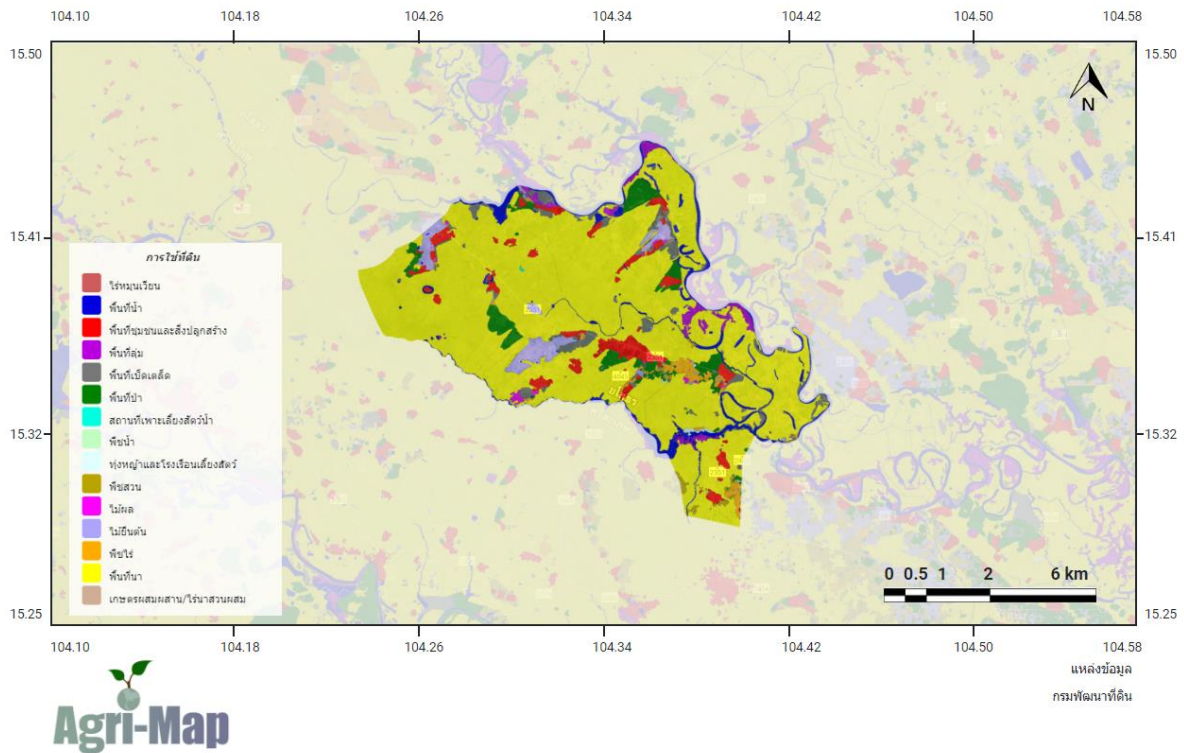 104.10 104.18 104.26 104.34 104.42 104.50 104.58
15.50 15.50
N
15.41 15.41
การใช้ที่ดิน
ไร่หมุนเวียน
พื้นที่น้ำ
พื้นที่ชุมชนและสิ่งปลูกสร้าง
พื้นที่ลุ่ม
พื้นที่เบ็ดเตล็ด
พื้นที่ป่า
สถานที่เพาะเลี้ยงสัตว์น้ำ
พืชน้ำ
ทุ่งหญ้าและโรงเรือนเลี้ยงสัตว์
พืชสวน
ไม้ผล
ไม้ยืนต้น
พืชไร่
พื้นที่นา
เกษตรผสมผสาน/ไร่นาสวนผสม
15.32 15.32
0 0.5 1 2 6 km
15.25 15.25
104.10 104.18 104.26 104.34 104.42 104.50 104.58
แหล่งข้อมูล
กรมพัฒนาที่ดิน
Agri-Map